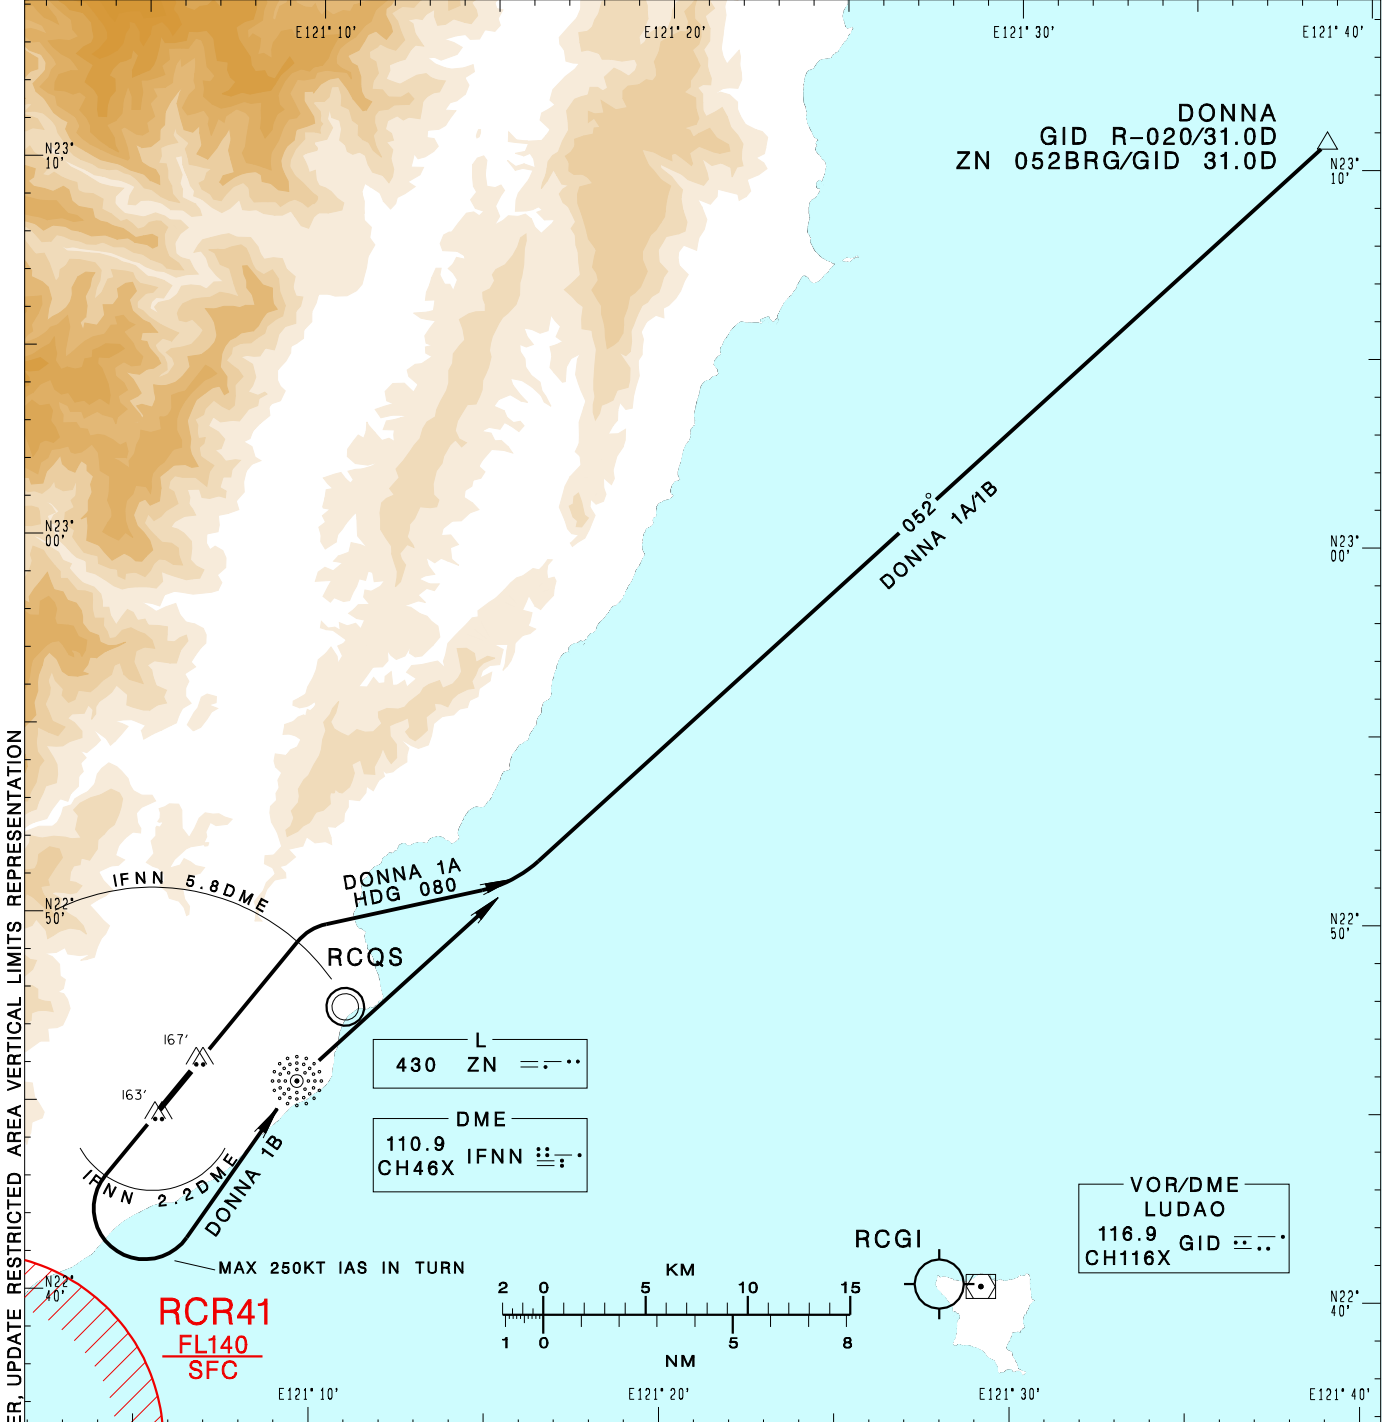 E121° 10'
E121° 20'
E121° 30'
E121° 40'
DONNA
GID R-020/31.0D
ZN 052BRG/GID 31.0D
N23°
10'
N23°
10'
052°
DONNA 1A/1B
N23°
00'
N23°
00'
ER, UPDATE RESTRICTED AREA VERTICAL LIMITS REPRESENTATION
IFNN 5.8DME
DONNA 1A
HDG 080
50'
N22°
50'
RCQS
167'
163'
L
430 ZN
DME
110.9
CH46X
IFNN
IFNN 2.2DME
DONNA 1B
MAX 250KT IAS IN TURN
VOR/DME
LUDAO
116.9
CH116X
GID
RCGI
N22°
40'
N22°
40'
RCR41
FL140
SFC
KM
2 0 5 10 15
1 0 5 8
NM
E121° 10'
E121° 20'
E121° 30'
E121° 40'